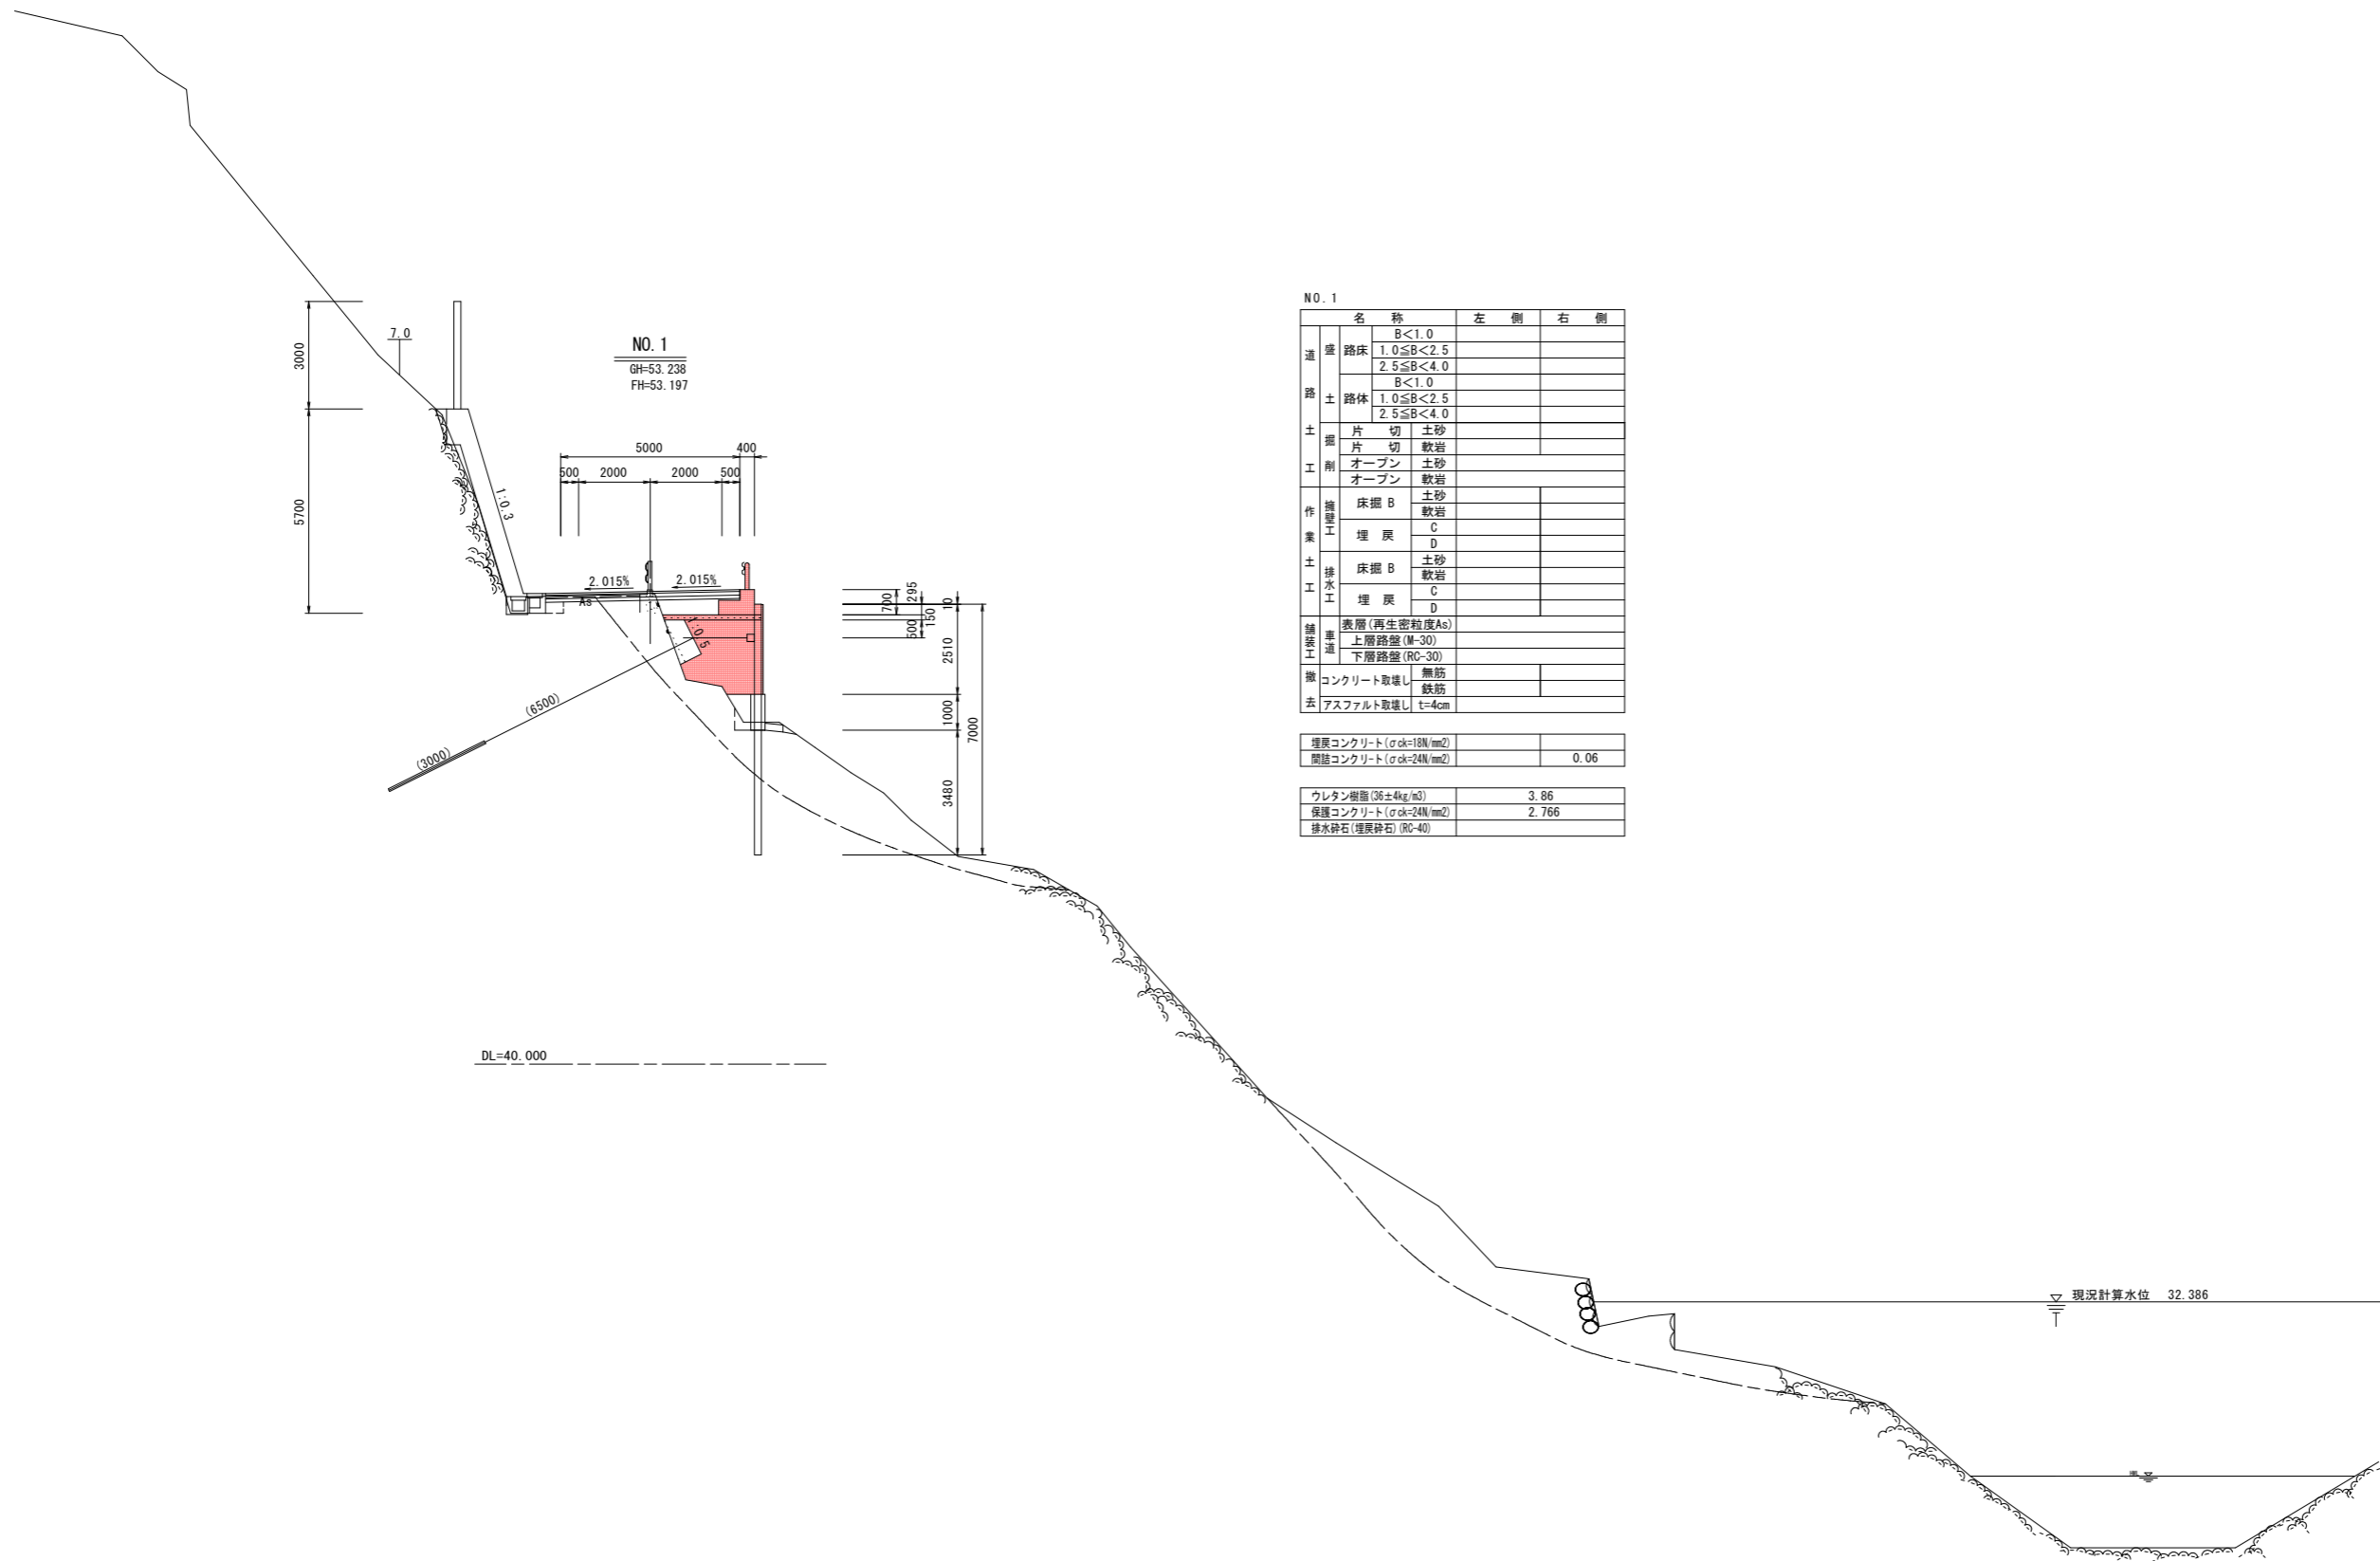 7.0
3000
5700
1:0.3
NO.1
GH=53.238
FH=53.197
5000
400
500
2000
2000
500
2.015%
2.015%
As
1:0.5
(6500)
(3000)
700
295
10
150
500
2510
1000
7000
3480
DL=40.000
NO.1
名　称 左　側 右　側
道路土工 盛土 路床 B<1.0
1.0≦B<2.5
2.5≦B<4.0
路体 B<1.0
1.0≦B<2.5
2.5≦B<4.0
掘削 片　切 土砂
片　切 軟岩
オープン 土砂
オープン 軟岩
作業土工 擁壁工 床掘 B 土砂
軟岩
埋　戻 C
D
排水工 床掘 B 土砂
軟岩
埋　戻 C
D
舗装工 車道 表層(再生密粒度As)
上層路盤(M-30)
下層路盤(RC-30)
撤去 コンクリート取壊し 無筋
鉄筋
アスファルト取壊し t=4cm
埋戻コンクリート(σck=18N/mm2)
間詰コンクリート(σck=24N/mm2) 0.06
ウレタン樹脂(36±4kg/m3) 3.86
保護コンクリート(σck=24N/mm2) 2.766
排水砕石(埋戻砕石)(RC-40)
現況計算水位 32.386